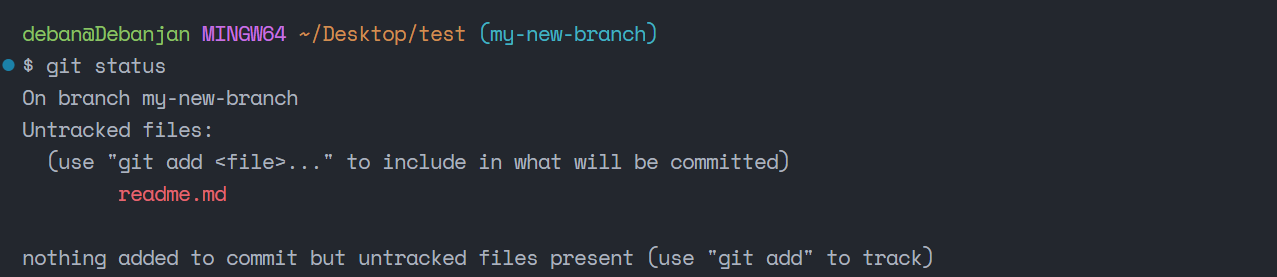 deban@Debanjan MINGW64 ~/Desktop/test (my-new-branch)
$ git status
On branch my-new-branch
Untracked files:
  (use "git add <file>..." to include in what will be committed)
        readme.md

nothing added to commit but untracked files present (use "git add" to track)